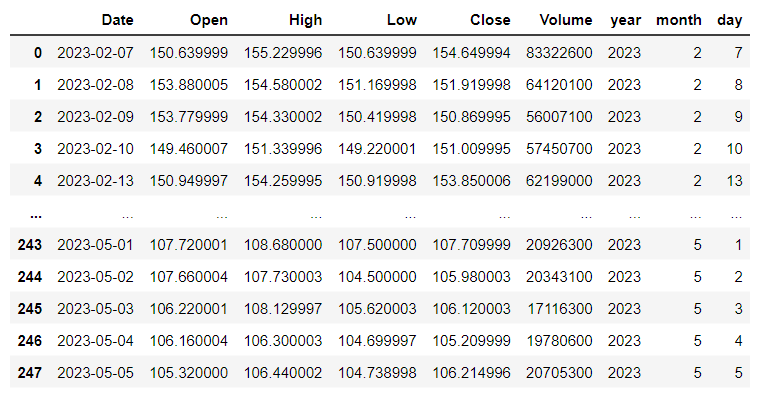 Date Open High Low Close Volume year month day
0 2023-02-07 150.639999 155.229996 150.639999 154.649994 83322600 2023 2 7
1 2023-02-08 153.880005 154.580002 151.169998 151.919998 64120100 2023 2 8
2 2023-02-09 153.779999 154.330002 150.419998 150.869995 56007100 2023 2 9
3 2023-02-10 149.460007 151.339996 149.220001 151.009995 57450700 2023 2 10
4 2023-02-13 150.949997 154.259995 150.919998 153.850006 62199000 2023 2 13
... ... ... ... ... ... ... ... ... ...
243 2023-05-01 107.720001 108.680000 107.500000 107.709999 20926300 2023 5 1
244 2023-05-02 107.660004 107.730003 104.500000 105.980003 20343100 2023 5 2
245 2023-05-03 106.220001 108.129997 105.620003 106.120003 17116300 2023 5 3
246 2023-05-04 106.160004 106.300003 104.699997 105.209999 19780600 2023 5 4
247 2023-05-05 105.320000 106.440002 104.738998 106.214996 20705300 2023 5 5